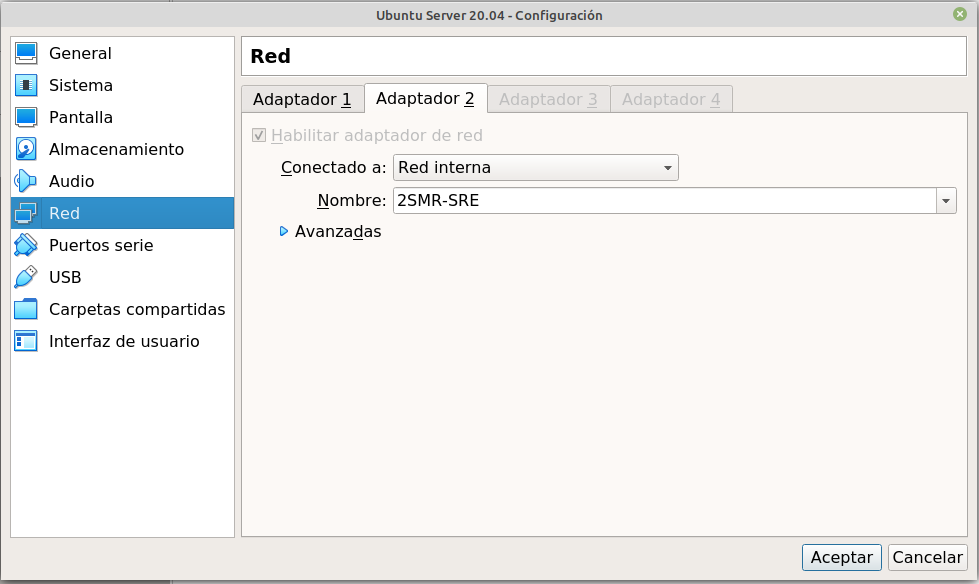 Ubuntu Server 20.04 - Configuración
General
Sistema
Pantalla
Almacenamiento
Audio
Red
Puertos serie
USB
Carpetas compartidas
Interfaz de usuario
Red
Adaptador 1 Adaptador 2 Adaptador 3 Adaptador 4
Habilitar adaptador de red
Conectado a: Red interna
Nombre: 2SMR-SRE
Avanzadas
Aceptar Cancelar